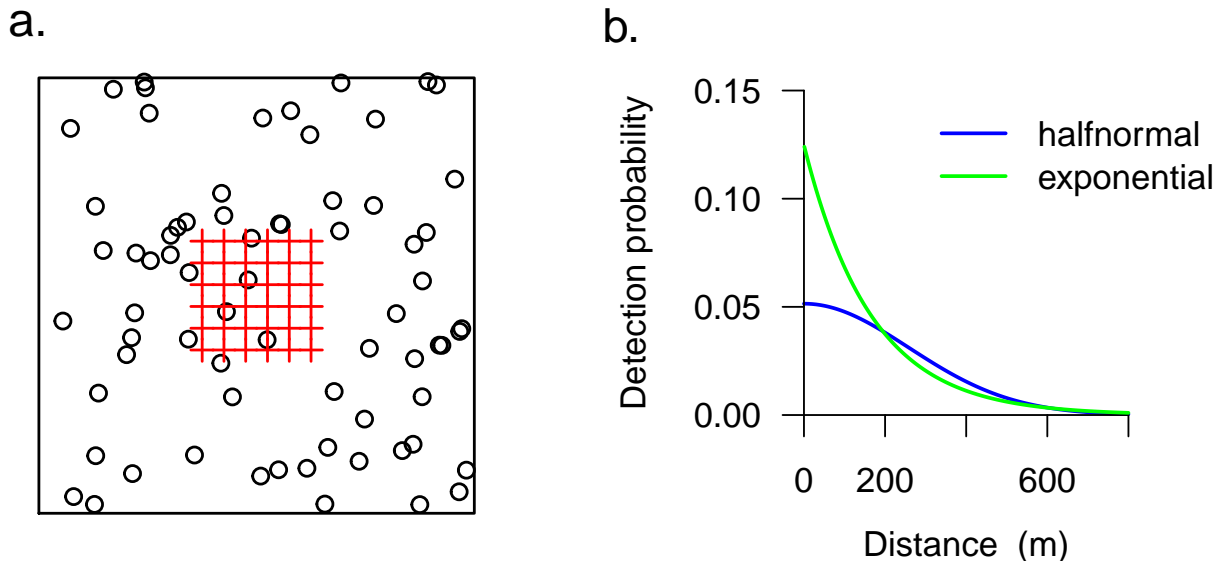 a.
b.
Detection probability
0.15
0.10
0.05
0.00
halfnormal
exponential
0 200 600
Distance (m)